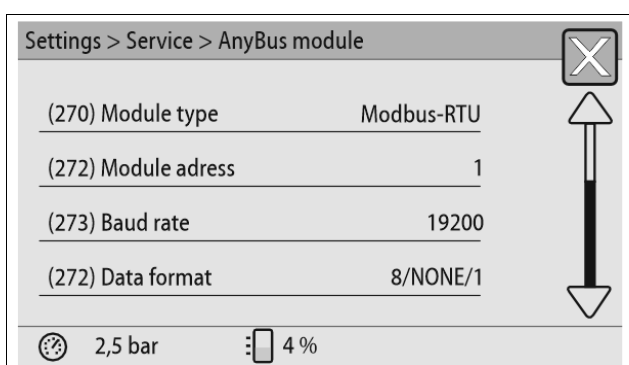 Settings > Service > AnyBus module
(270) Module type Modbus-RTU
(272) Module adress 1
(273) Baud rate 19200
(272) Data format 8/NONE/1
2,5 bar 4 %